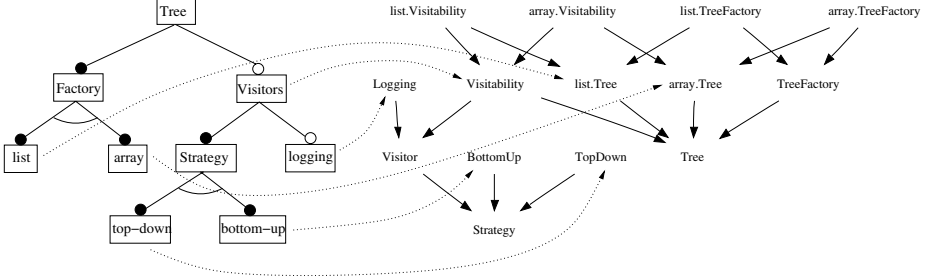 Tree
list.Visitability array.Visitability list.TreeFactory array.TreeFactory
Factory Visitors Logging Visitability list.Tree array.Tree TreeFactory
list array Strategy logging Visitor BottomUp TopDown Tree
top-down bottom-up Strategy